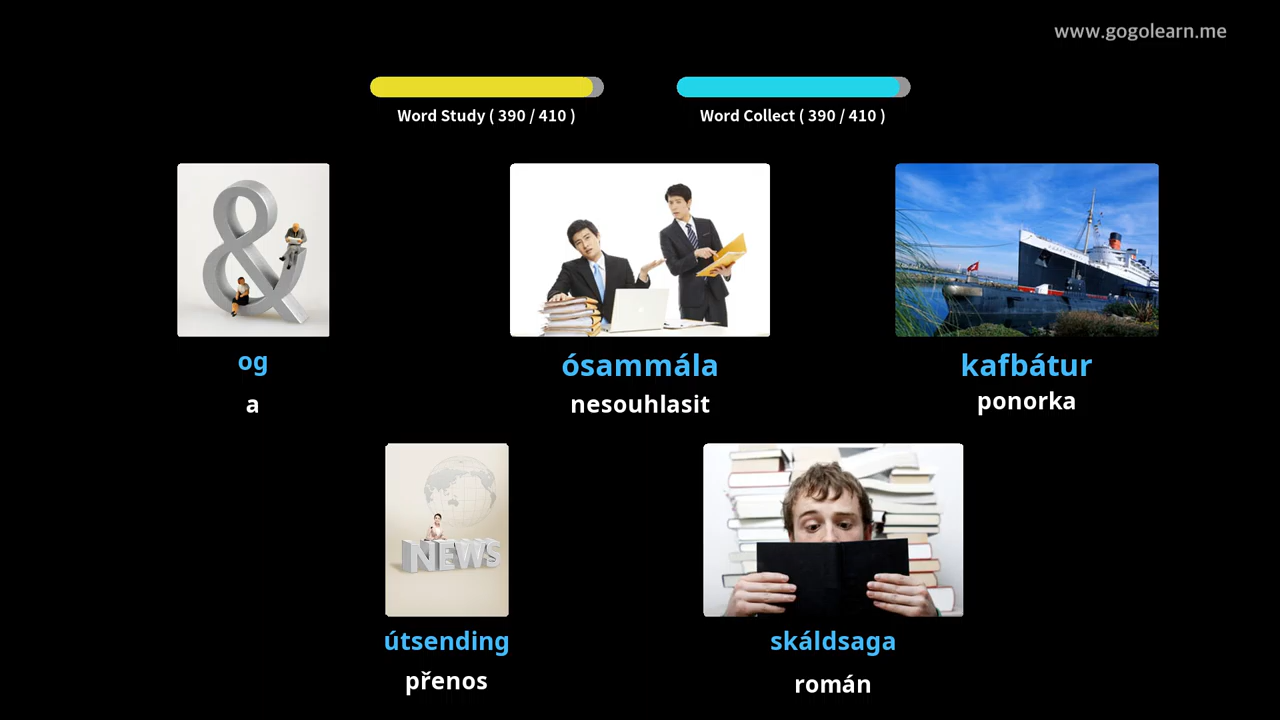 www.gogolearn.me
Word Study ( 390 / 410 )
Word Collect ( 390 / 410 )
og
a
ósammála
nesouhlasit
kafbátur
ponorka
NEWS
útsending
přenos
skáldsaga
román